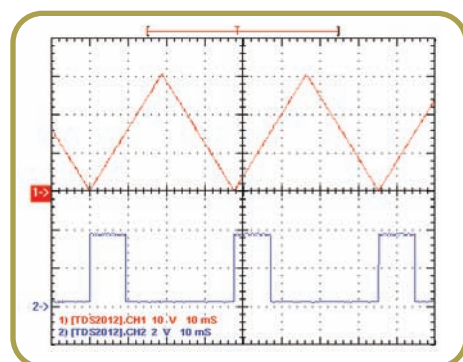 T
1->
2->
1) [TDS2012].CH1 10 V 10 mS
2) [TDS2012].CH2 2 V 10 mS